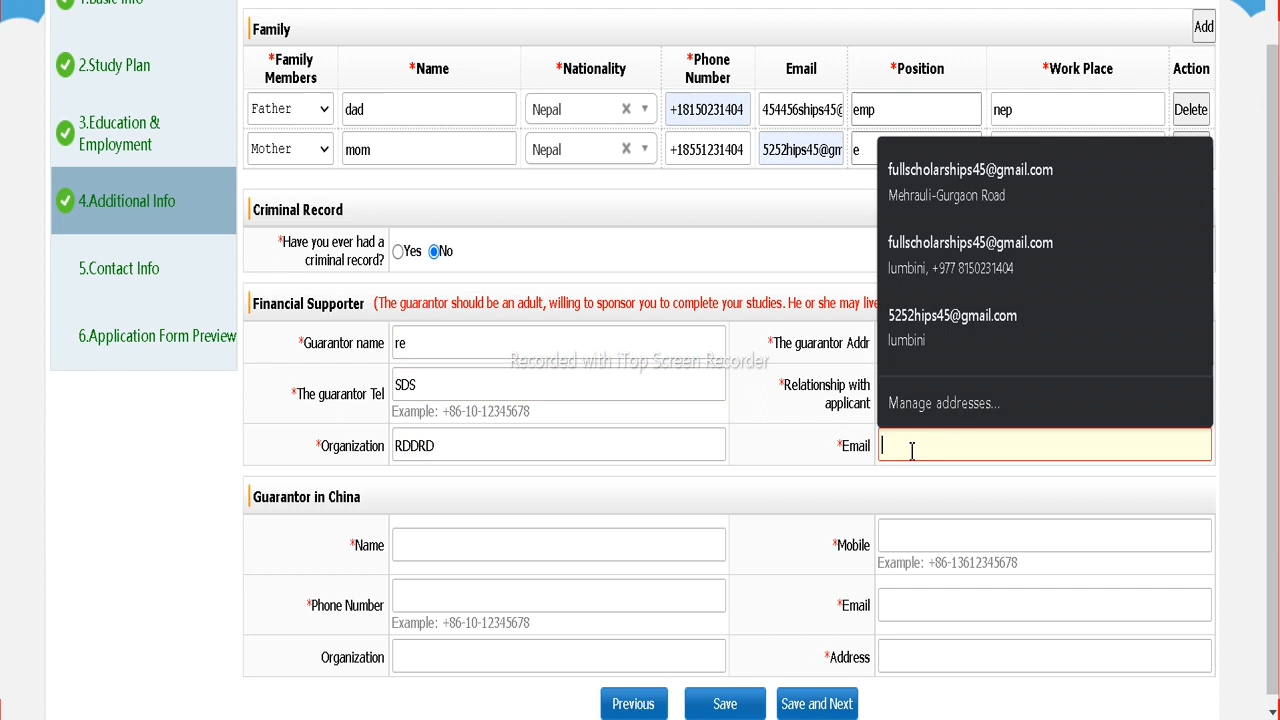 1.Basic Info
2.Study Plan
3.Education &
Employment
4.Additional Info
5.Contact Info
6.Application Form Preview
Family
Add
*Family
Members
*Name
*Nationality
*Phone
Number
Email
*Position
*Work Place
Action
Father
dad
Nepal
+18150231404
454456ships45@
emp
nep
Delete
Mother
mom
Nepal
+18551231404
5252hips45@gm
e
fullscholarships45@gmail.com
Mehrauli-Gurgaon Road
fullscholarships45@gmail.com
lumbini, +977 8150231404
5252hips45@gmail.com
lumbini
Manage addresses...
Criminal Record
*Have you ever had a
criminal record?
Yes
No
Financial Supporter (The guarantor should be an adult, willing to sponsor you to complete your studies. He or she may live
*Guarantor name
re
*The guarantor Addr
Recorded with iTop Screen Recorder
*The guarantor Tel
SDS
Example: +86-10-12345678
*Relationship with
applicant
*Organization
RDDRD
*Email
Guarantor in China
*Name
*Mobile
Example: +86-13612345678
*Phone Number
Example: +86-10-12345678
*Email
Organization
*Address
Previous
Save
Save and Next